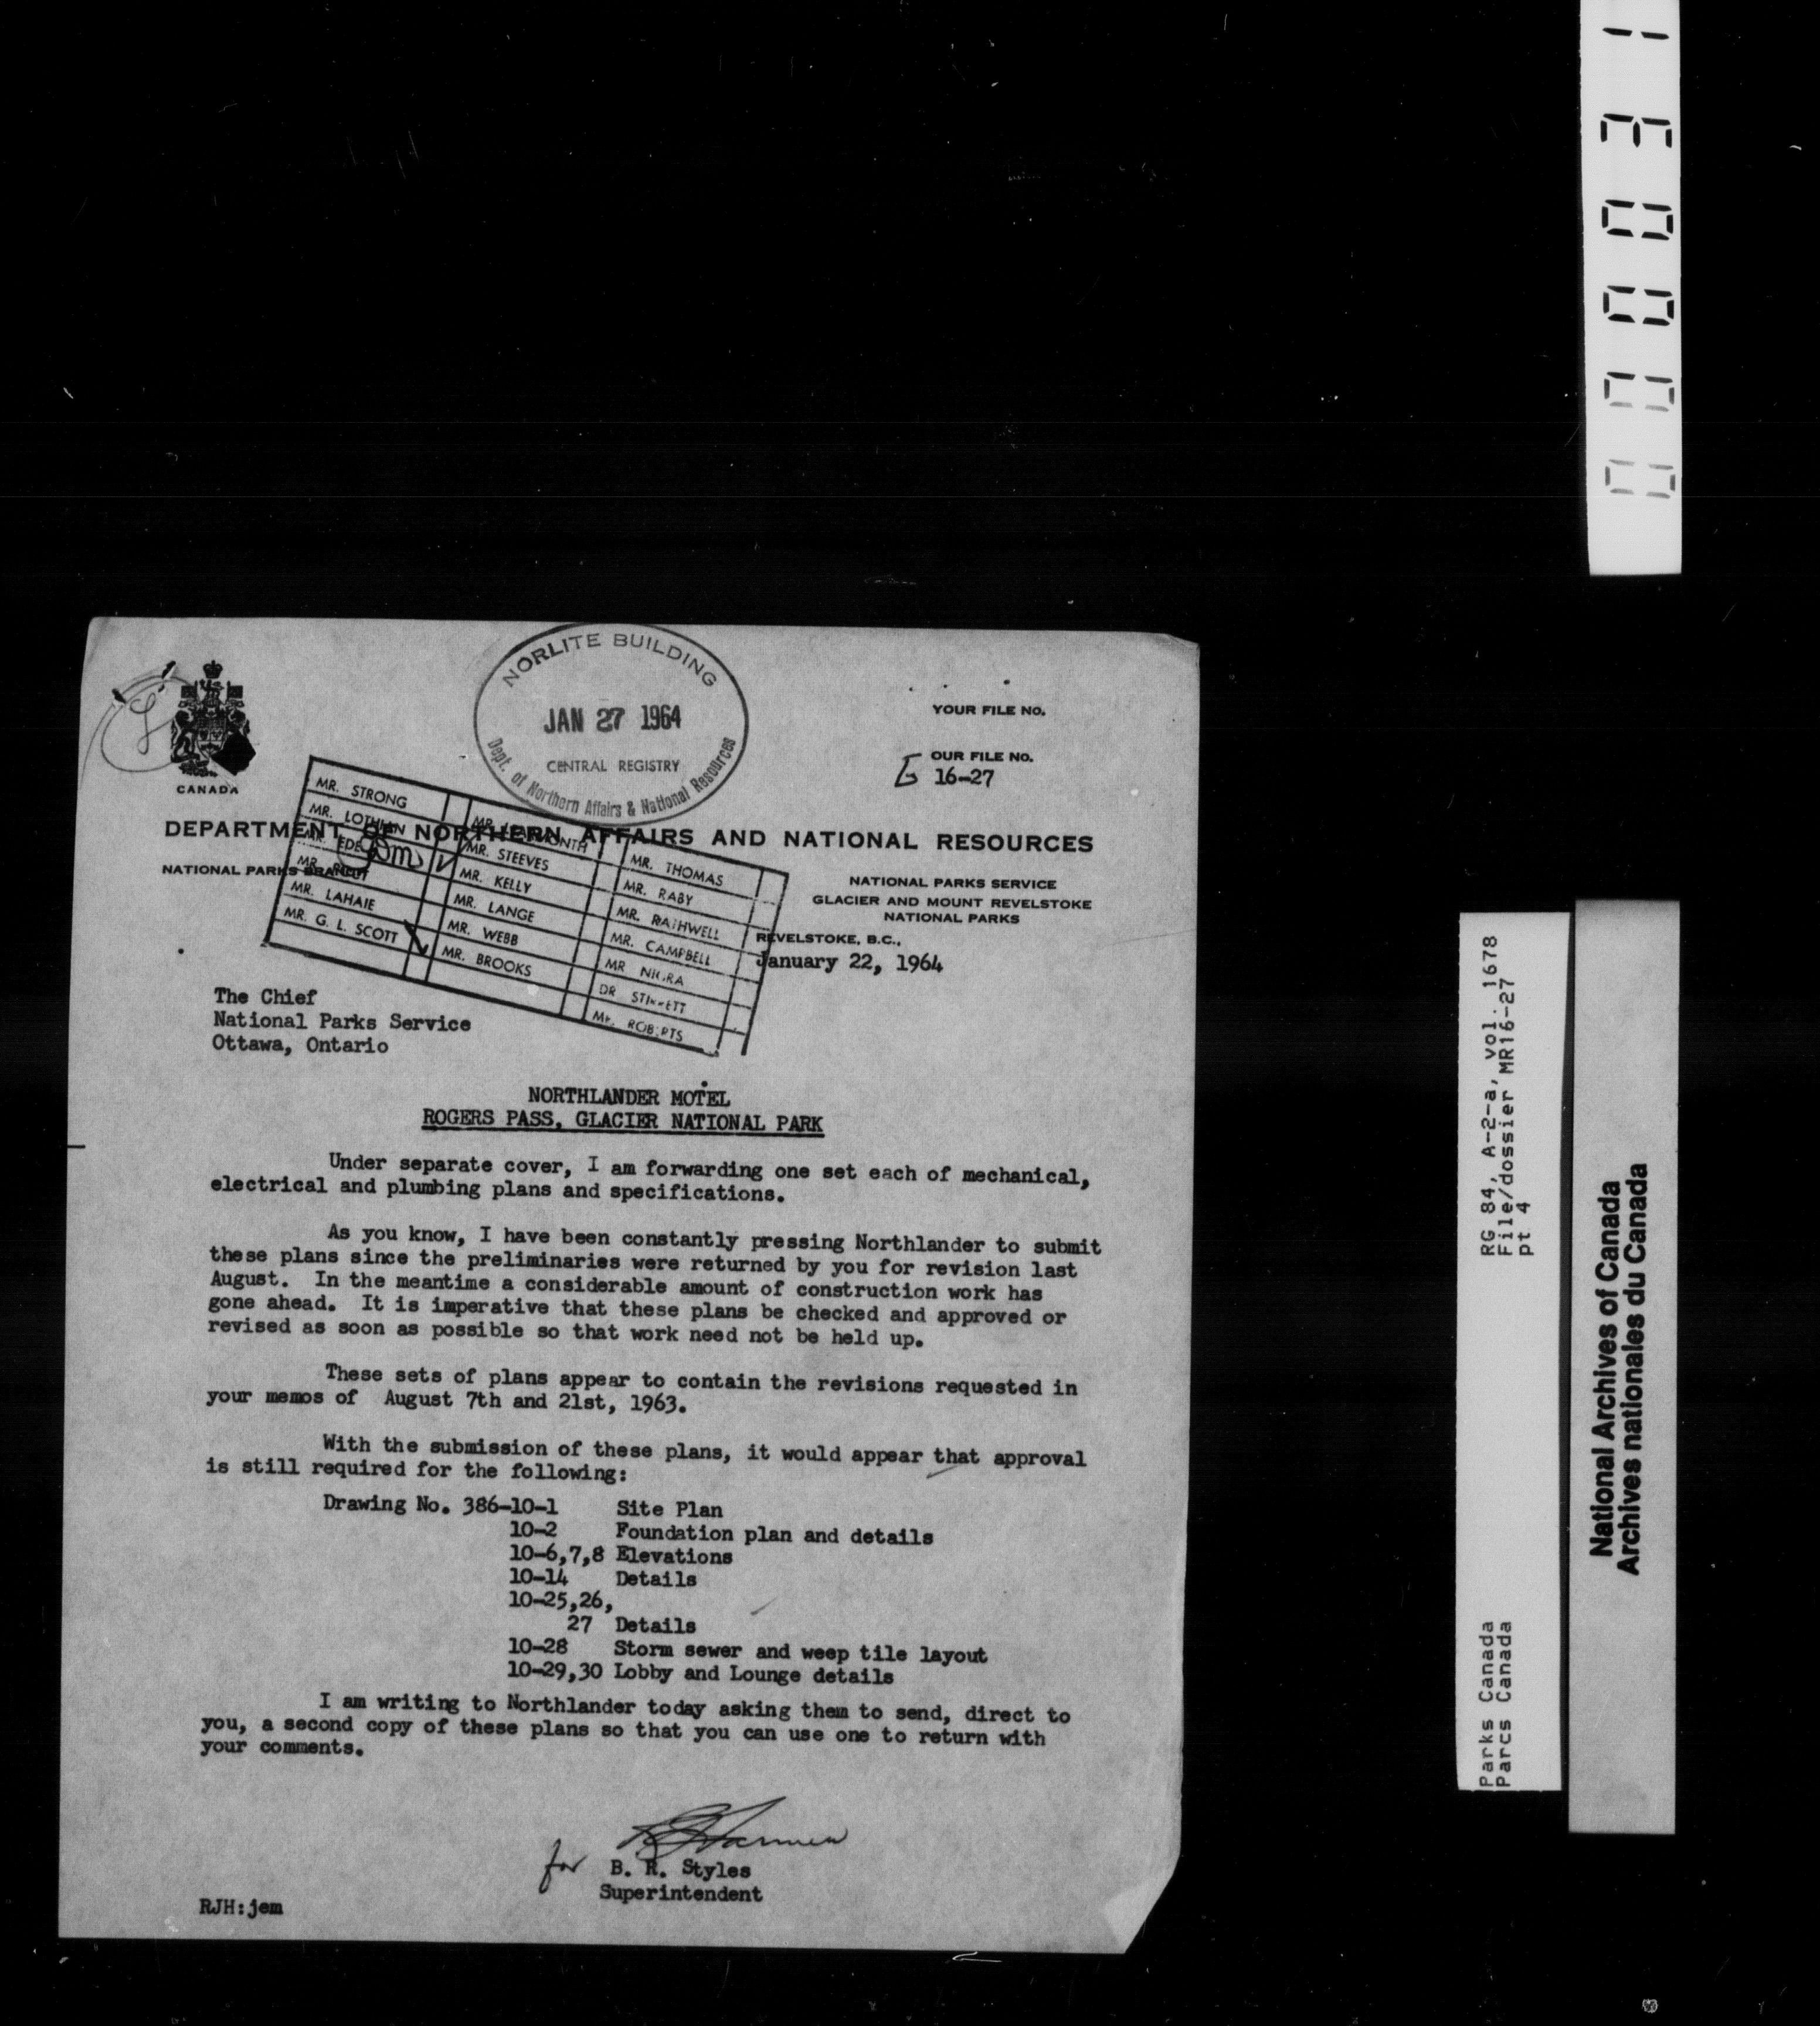 NORLITE BUILDING
JAN 27 1964
CENTRAL REGISTRY
Dept. of Northern Affairs & National Resources
CANADA
YOUR FILE No.
OUR FILE No.
G 16-27
DEPARTMENT OF NORTHERN AFFAIRS AND NATIONAL RESOURCES
NATIONAL PARKS BRANCH
NATIONAL PARKS SERVICE
GLACIER AND MOUNT REVELSTOKE
NATIONAL PARKS
REVELSTOKE, B.C.,
January 22, 1964
MR. STRONG
MR. LOTHIAN
MR. LAHAIE
MR. G. L. SCOTT
MR. STEEVES
MR. KELLY
MR. LANGE
MR. WEBB
MR. BROOKS
MR. THOMAS
MR. RABY
MR. RATHWELL
MR. CAMPBELL
MR
DR
MR. ROBERTS
The Chief
National Parks Service
Ottawa, Ontario
NORTHLANDER MOTEL
ROGERS PASS, GLACIER NATIONAL PARK
Under separate cover, I am forwarding one set each of mechanical,
electrical and plumbing plans and specifications.
As you know, I have been constantly pressing Northlander to submit
these plans since the preliminaries were returned by you for revision last
August. In the meantime a considerable amount of construction work has
gone ahead. It is imperative that these plans be checked and approved or
revised as soon as possible so that work need not be held up.
These sets of plans appear to contain the revisions requested in
your memos of August 7th and 21st, 1963.
With the submission of these plans, it would appear that approval
is still required for the following:
Drawing No. 386-10-1 Site Plan
10-2 Foundation plan and details
10-6,7,8 Elevations
10-14 Details
10-25,26,
27 Details
10-28 Storm sewer and weep tile layout
10-29,30 Lobby and Lounge details
I am writing to Northlander today asking them to send, direct to
you, a second copy of these plans so that you can use one to return with
your comments.
for B. R. Styles
Superintendent
RJH:jem
000031
RG 84, A-2-a, vol. 1678
File/dossier MR16-27
pt 4
Parks Canada
Parcs Canada
National Archives of Canada
Archives nationales du Canada